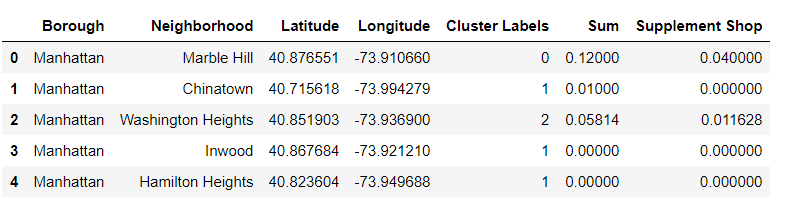 Borough Neighborhood Latitude Longitude Cluster Labels Sum Supplement Shop
0 Manhattan Marble Hill 40.876551 -73.910660 0 0.12000 0.040000
1 Manhattan Chinatown 40.715618 -73.994279 1 0.01000 0.000000
2 Manhattan Washington Heights 40.851903 -73.936900 2 0.05814 0.011628
3 Manhattan Inwood 40.867684 -73.921210 1 0.00000 0.000000
4 Manhattan Hamilton Heights 40.823604 -73.949688 1 0.00000 0.000000